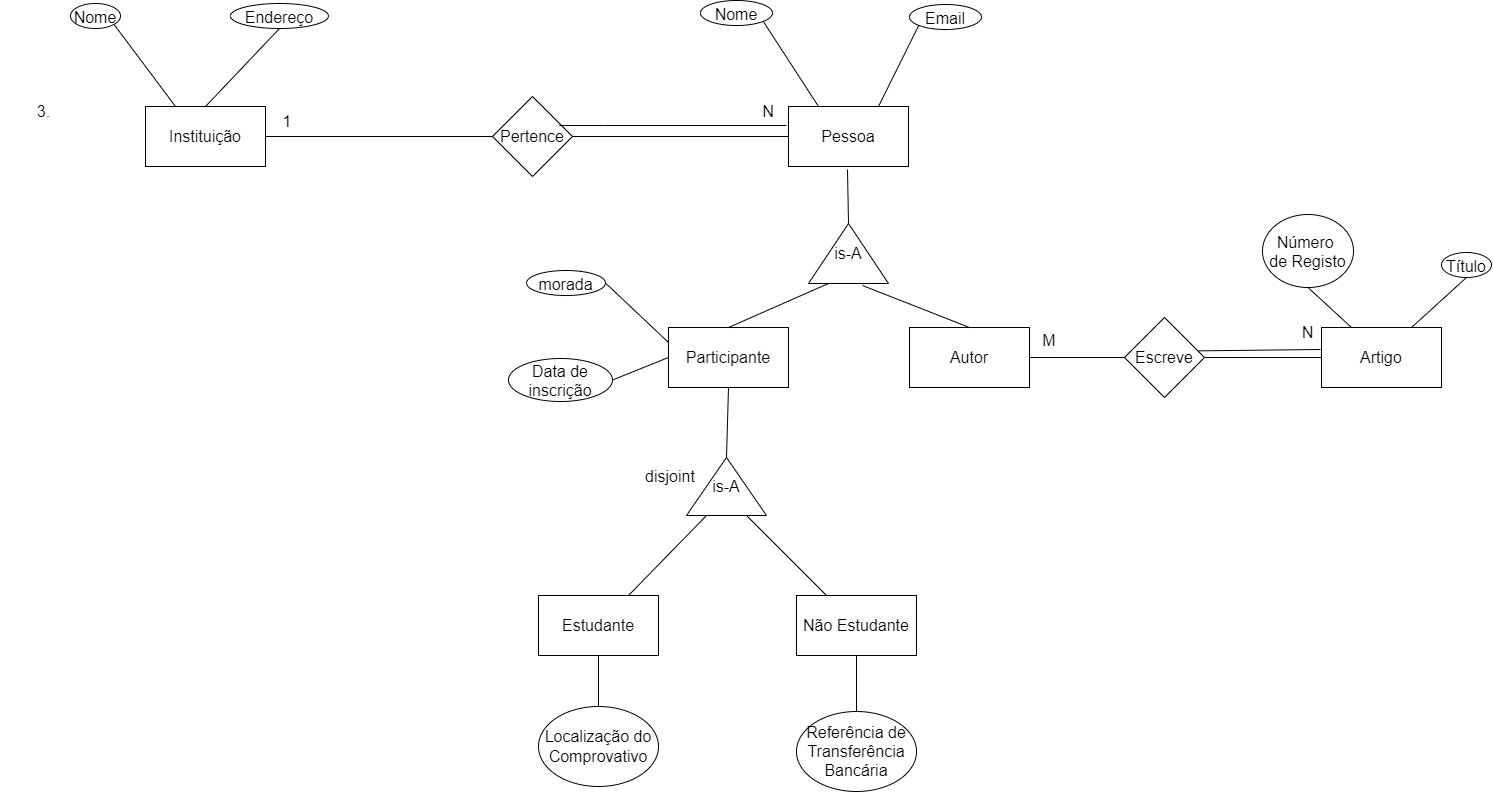 Nome
Endereço
Nome
Email
3.
Instituição
1
Pertence
N
Pessoa
is-A
Número
de Registo
Título
morada
Participante
Data de
inscrição
Autor
M
Escreve
N
Artigo
disjoint
is-A
Estudante
Não Estudante
Localização do
Comprovativo
Referência de
Transferência
Bancária